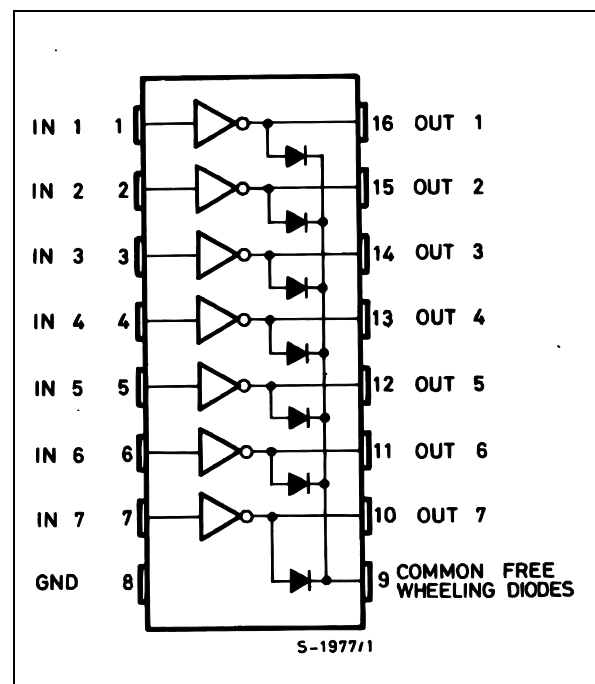 IN 1 1 16 OUT 1
IN 2 2 15 OUT 2
IN 3 3 14 OUT 3
IN 4 4 13 OUT 4
IN 5 5 12 OUT 5
IN 6 6 11 OUT 6
IN 7 7 10 OUT 7
GND 8 9 COMMON FREE
WHEELING DIODES
S-1977/1